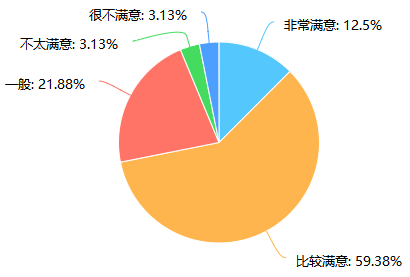 很不满意: 3.13%
非常满意: 12.5%
不太满意: 3.13%
一般: 21.88%
比较满意: 59.38%